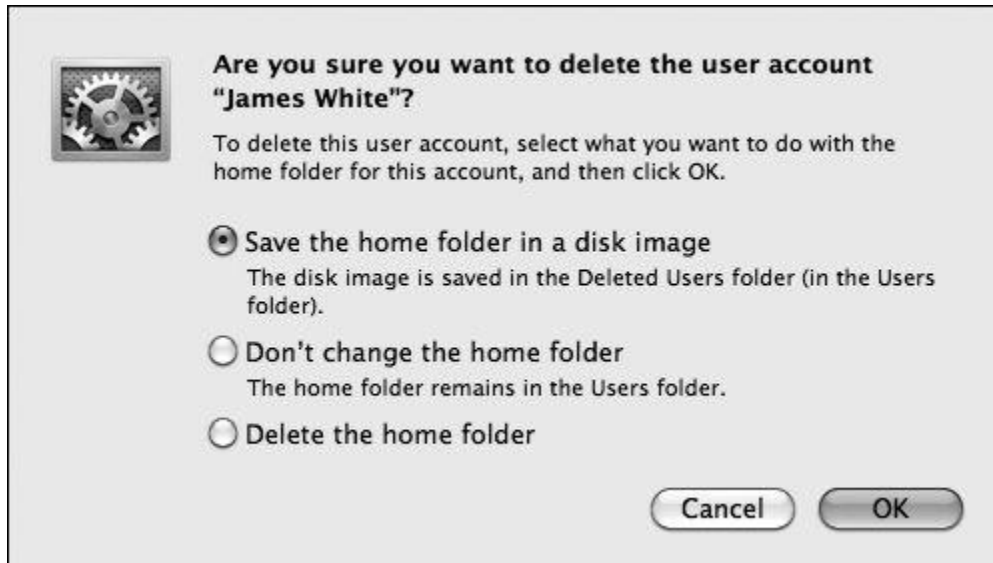 Are you sure you want to delete the user account
“James White”?
To delete this user account, select what you want to do with the
home folder for this account, and then click OK.
Save the home folder in a disk image
The disk image is saved in the Deleted Users folder (in the Users
folder).
Don’t change the home folder
The home folder remains in the Users folder.
Delete the home folder
Cancel OK